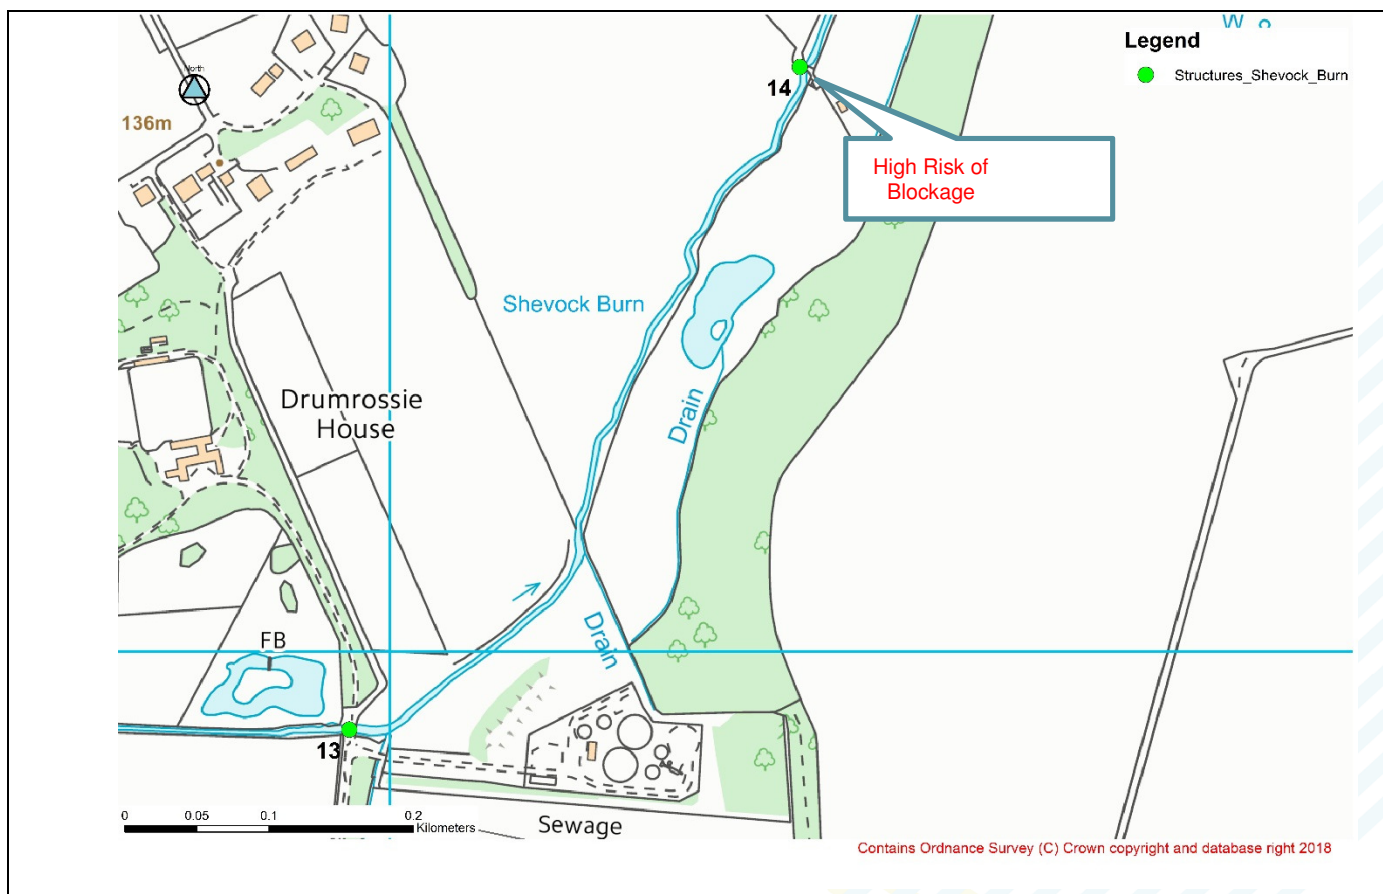 W
Legend
Structures_Shevock_Burn
North
14
136m
High Risk of
Blockage
Shevock Burn
Drumrossie
House
Drain
Drain
FB
13
0 0.05 0.1 0.2
Kilometers
Sewage
Contains Ordnance Survey (C) Crown copyright and database right 2018